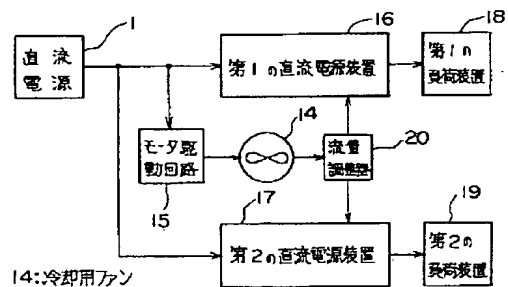 1
直流
電源
16
第1の直流電源装置
18
第1の
負荷装置
14
モータ駆
動回路
15
20
流量
調整器
17
第2の直流電源装置
19
第2の
負荷装置
14:冷却用ファン